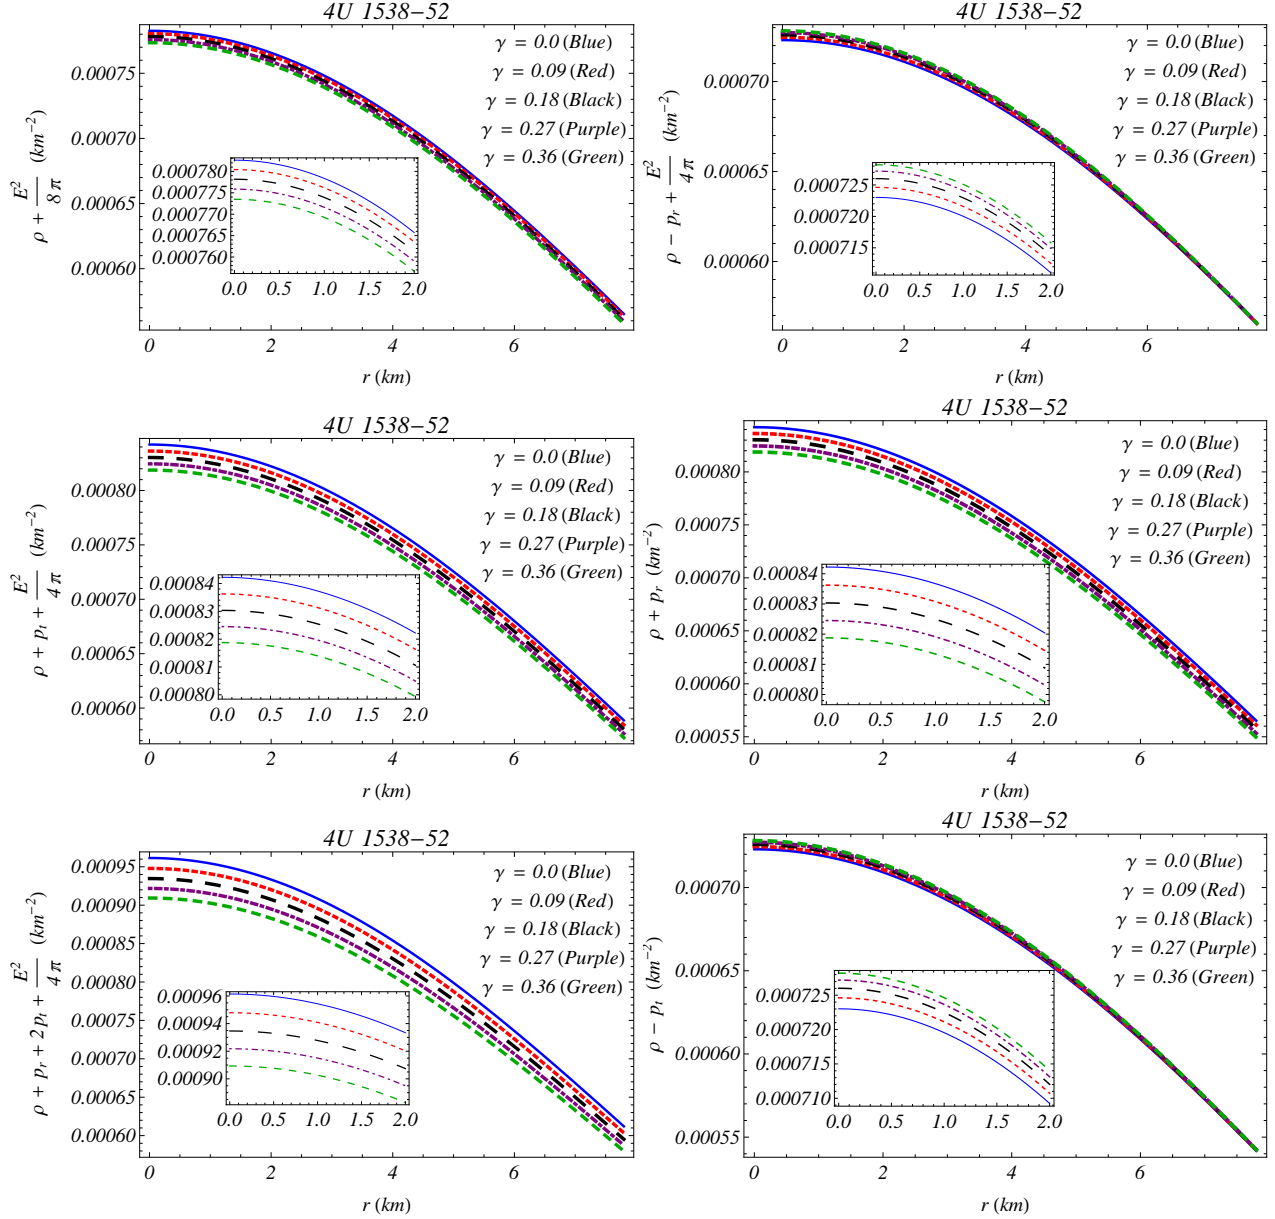 4U 1538−52
γ = 0.0 (Blue)
γ = 0.09 (Red)
γ = 0.18 (Black)
γ = 0.27 (Purple)
γ = 0.36 (Green)
ρ + E²/8π (km⁻²)
0.00075
0.00070
0.00065
0.00060
0.000780
0.000775
0.000770
0.000765
0.000760
0.0 0.5 1.0 1.5 2.0
0 2 4 6
r (km)
4U 1538−52
γ = 0.0 (Blue)
γ = 0.09 (Red)
γ = 0.18 (Black)
γ = 0.27 (Purple)
γ = 0.36 (Green)
ρ − pᵣ + E²/4π (km⁻²)
0.00070
0.00065
0.00060
0.000725
0.000720
0.000715
0.0 0.5 1.0 1.5 2.0
0 2 4 6
r (km)
4U 1538−52
γ = 0.0 (Blue)
γ = 0.09 (Red)
γ = 0.18 (Black)
γ = 0.27 (Purple)
γ = 0.36 (Green)
ρ + pₜ + E²/4π (km⁻²)
0.00080
0.00075
0.00070
0.00065
0.00060
0.00084
0.00083
0.00082
0.00081
0.00080
0.0 0.5 1.0 1.5 2.0
0 2 4 6
r (km)
4U 1538−52
γ = 0.0 (Blue)
γ = 0.09 (Red)
γ = 0.18 (Black)
γ = 0.27 (Purple)
γ = 0.36 (Green)
ρ + pᵣ (km⁻²)
0.00080
0.00075
0.00070
0.00065
0.00060
0.00055
0.00084
0.00083
0.00082
0.00081
0.00080
0.0 0.5 1.0 1.5 2.0
0 2 4 6
r (km)
4U 1538−52
γ = 0.0 (Blue)
γ = 0.09 (Red)
γ = 0.18 (Black)
γ = 0.27 (Purple)
γ = 0.36 (Green)
ρ + pᵣ + 2pₜ + E²/4π (km⁻²)
0.00095
0.00090
0.00085
0.00080
0.00075
0.00070
0.00065
0.00060
0.00096
0.00094
0.00092
0.00090
0.0 0.5 1.0 1.5 2.0
0 2 4 6
r (km)
4U 1538−52
γ = 0.0 (Blue)
γ = 0.09 (Red)
γ = 0.18 (Black)
γ = 0.27 (Purple)
γ = 0.36 (Green)
ρ − pₜ (km⁻²)
0.00070
0.00065
0.00060
0.00055
0.000725
0.000720
0.000715
0.000710
0.0 0.5 1.0 1.5 2.0
0 2 4 6
r (km)